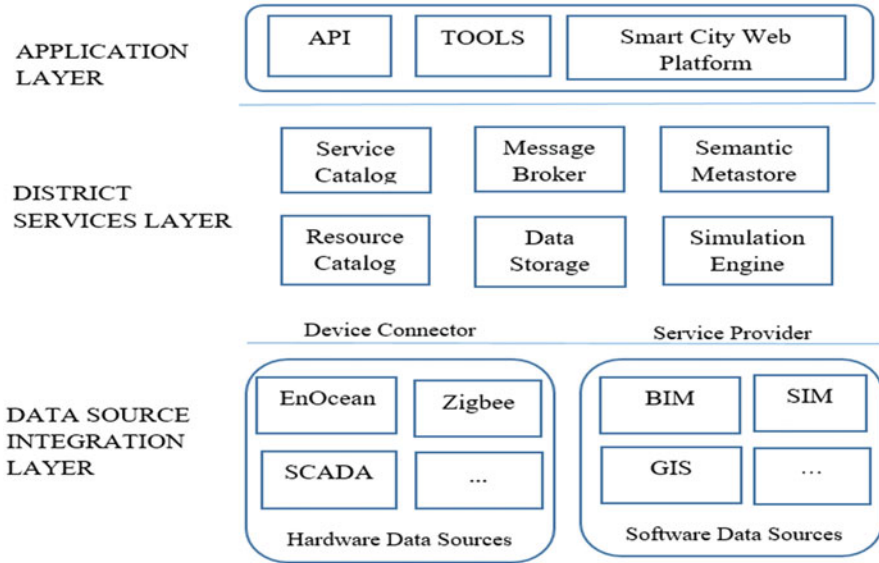 APPLICATION
LAYER
API
TOOLS
Smart City Web
Platform
DISTRICT
SERVICES LAYER
Service
Catalog
Message
Broker
Semantic
Metastore
Resource
Catalog
Data
Storage
Simulation
Engine
Device Connector
Service Provider
DATA SOURCE
INTEGRATION
LAYER
EnOcean
Zigbee
SCADA
...
Hardware Data Sources
BIM
SIM
GIS
...
Software Data Sources